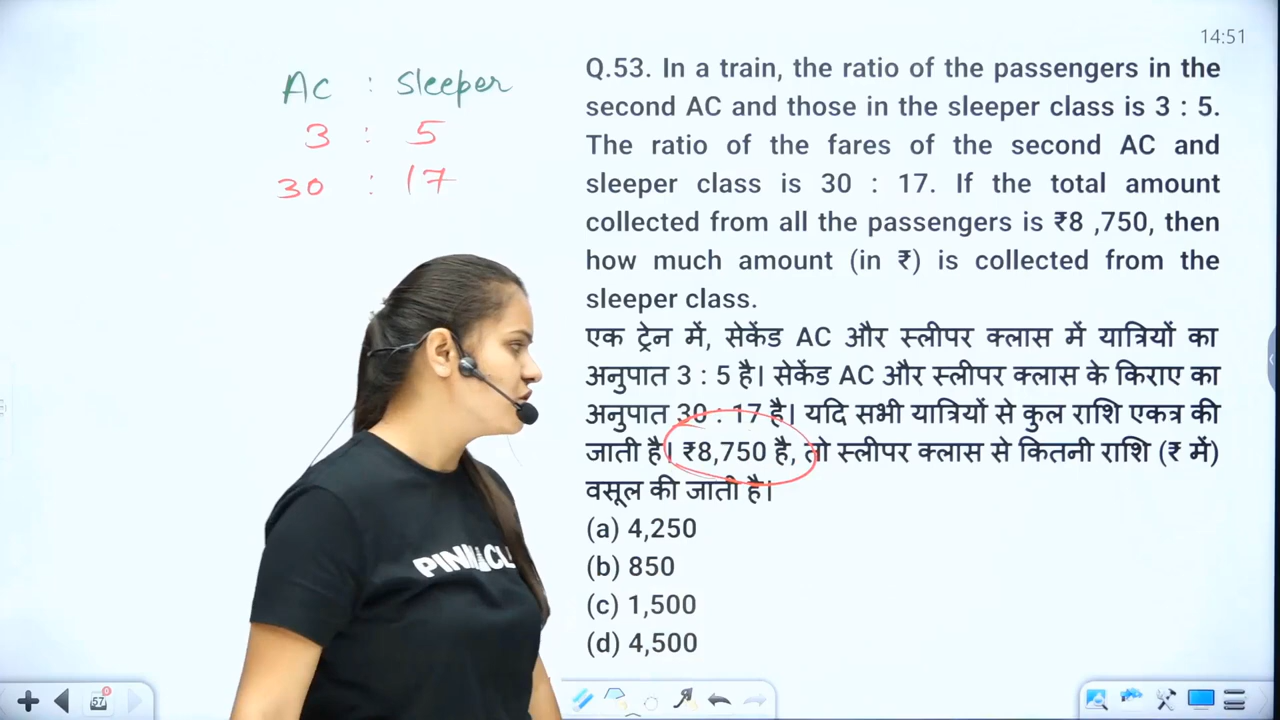 14:51
AC : Sleeper
3 : 5
30 : 17
Q.53. In a train, the ratio of the passengers in the
second AC and those in the sleeper class is 3 : 5.
The ratio of the fares of the second AC and
sleeper class is 30 : 17. If the total amount
collected from all the passengers is ₹8 ,750, then
how much amount (in ₹) is collected from the
sleeper class.
एक ट्रेन में, सेकेंड AC और स्लीपर क्लास में यात्रियों का
अनुपात 3 : 5 है। सेकेंड AC और स्लीपर क्लास के किराए का
अनुपात 30 : 17 है। यदि सभी यात्रियों से कुल राशि एकत्र की
जाती है। ₹8,750 है, तो स्लीपर क्लास से कितनी राशि (₹ में)
वसूल की जाती है।
(a) 4,250
(b) 850
(c) 1,500
(d) 4,500
57
0